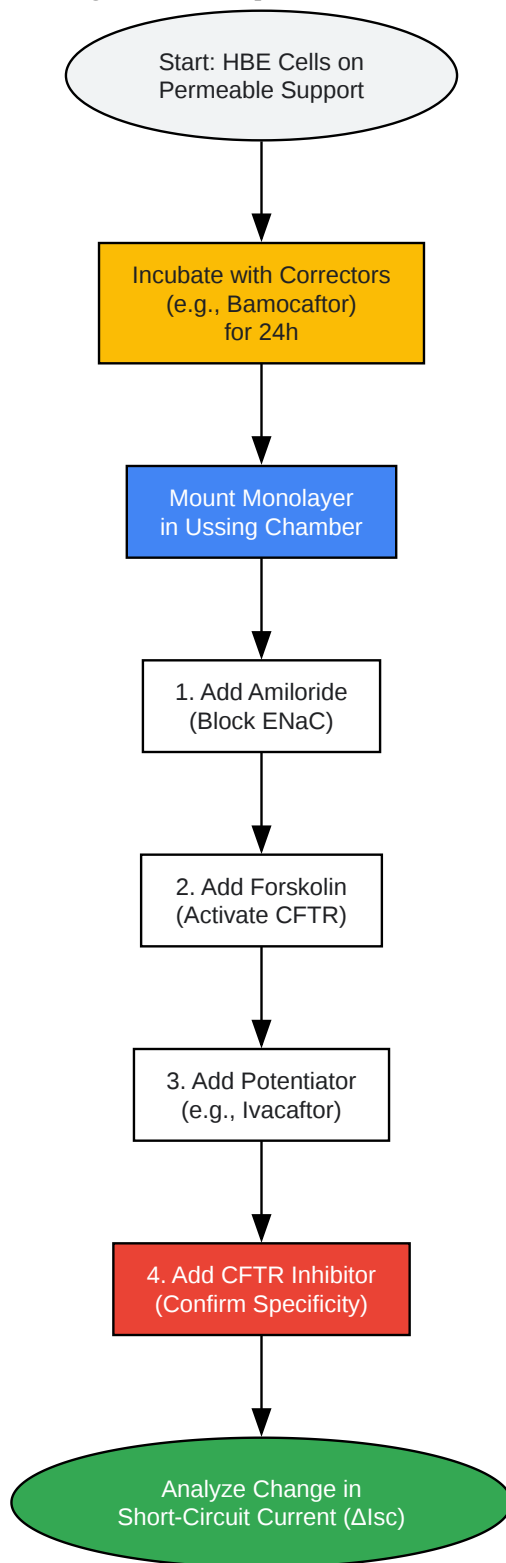 Start: HBE Cells on
Permeable Support
Incubate with Correctors
(e.g., Bamocaftor)
for 24h
Mount Monolayer
in Ussing Chamber
1. Add Amiloride
(Block ENaC)
2. Add Forskolin
(Activate CFTR)
3. Add Potentiator
(e.g., Ivacaftor)
4. Add CFTR Inhibitor
(Confirm Specificity)
Analyze Change in
Short-Circuit Current (ΔIsc)